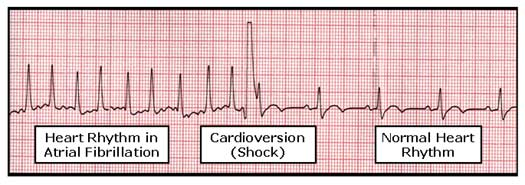 Heart Rhythm in
Atrial Fibrillation
Cardioversion
(Shock)
Normal Heart
Rhythm